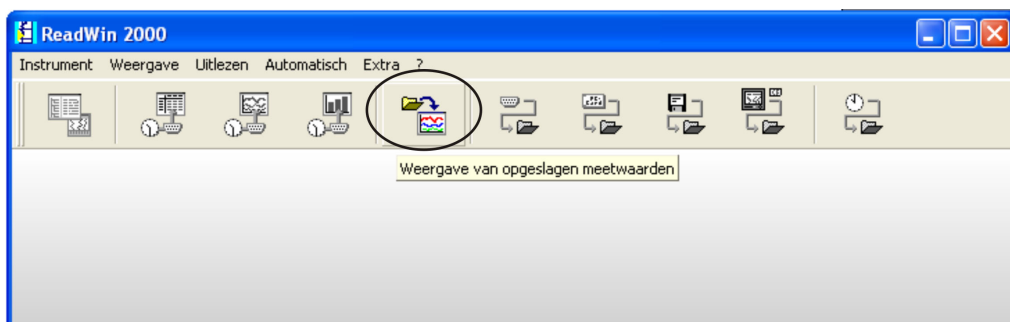 ReadWin 2000
Instrument Weergave Uitlezen Automatisch Extra ?
Weergave van opgeslagen meetwaarden